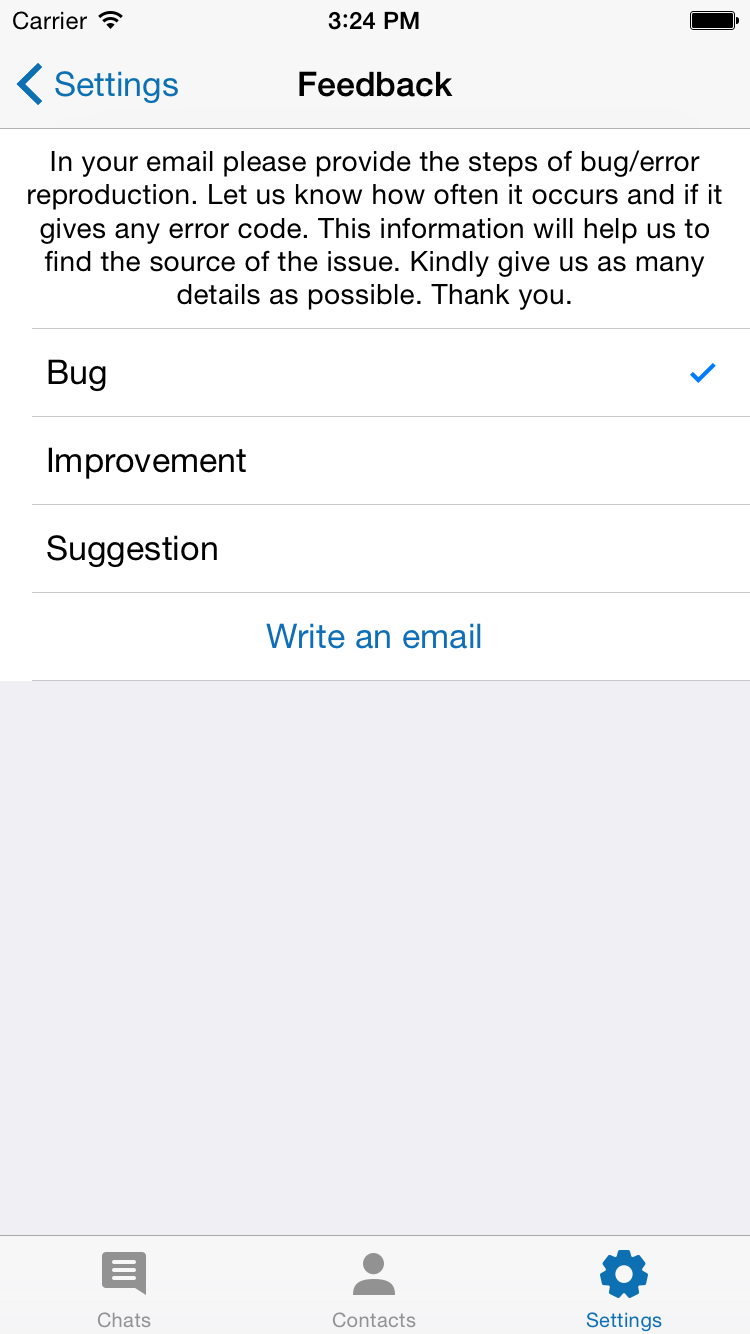 Carrier 3:24 PM
Settings Feedback
In your email please provide the steps of bug/error
reproduction. Let us know how often it occurs and if it
gives any error code. This information will help us to
find the source of the issue. Kindly give us as many
details as possible. Thank you.
Bug
Improvement
Suggestion
Write an email
Chats Contacts Settings